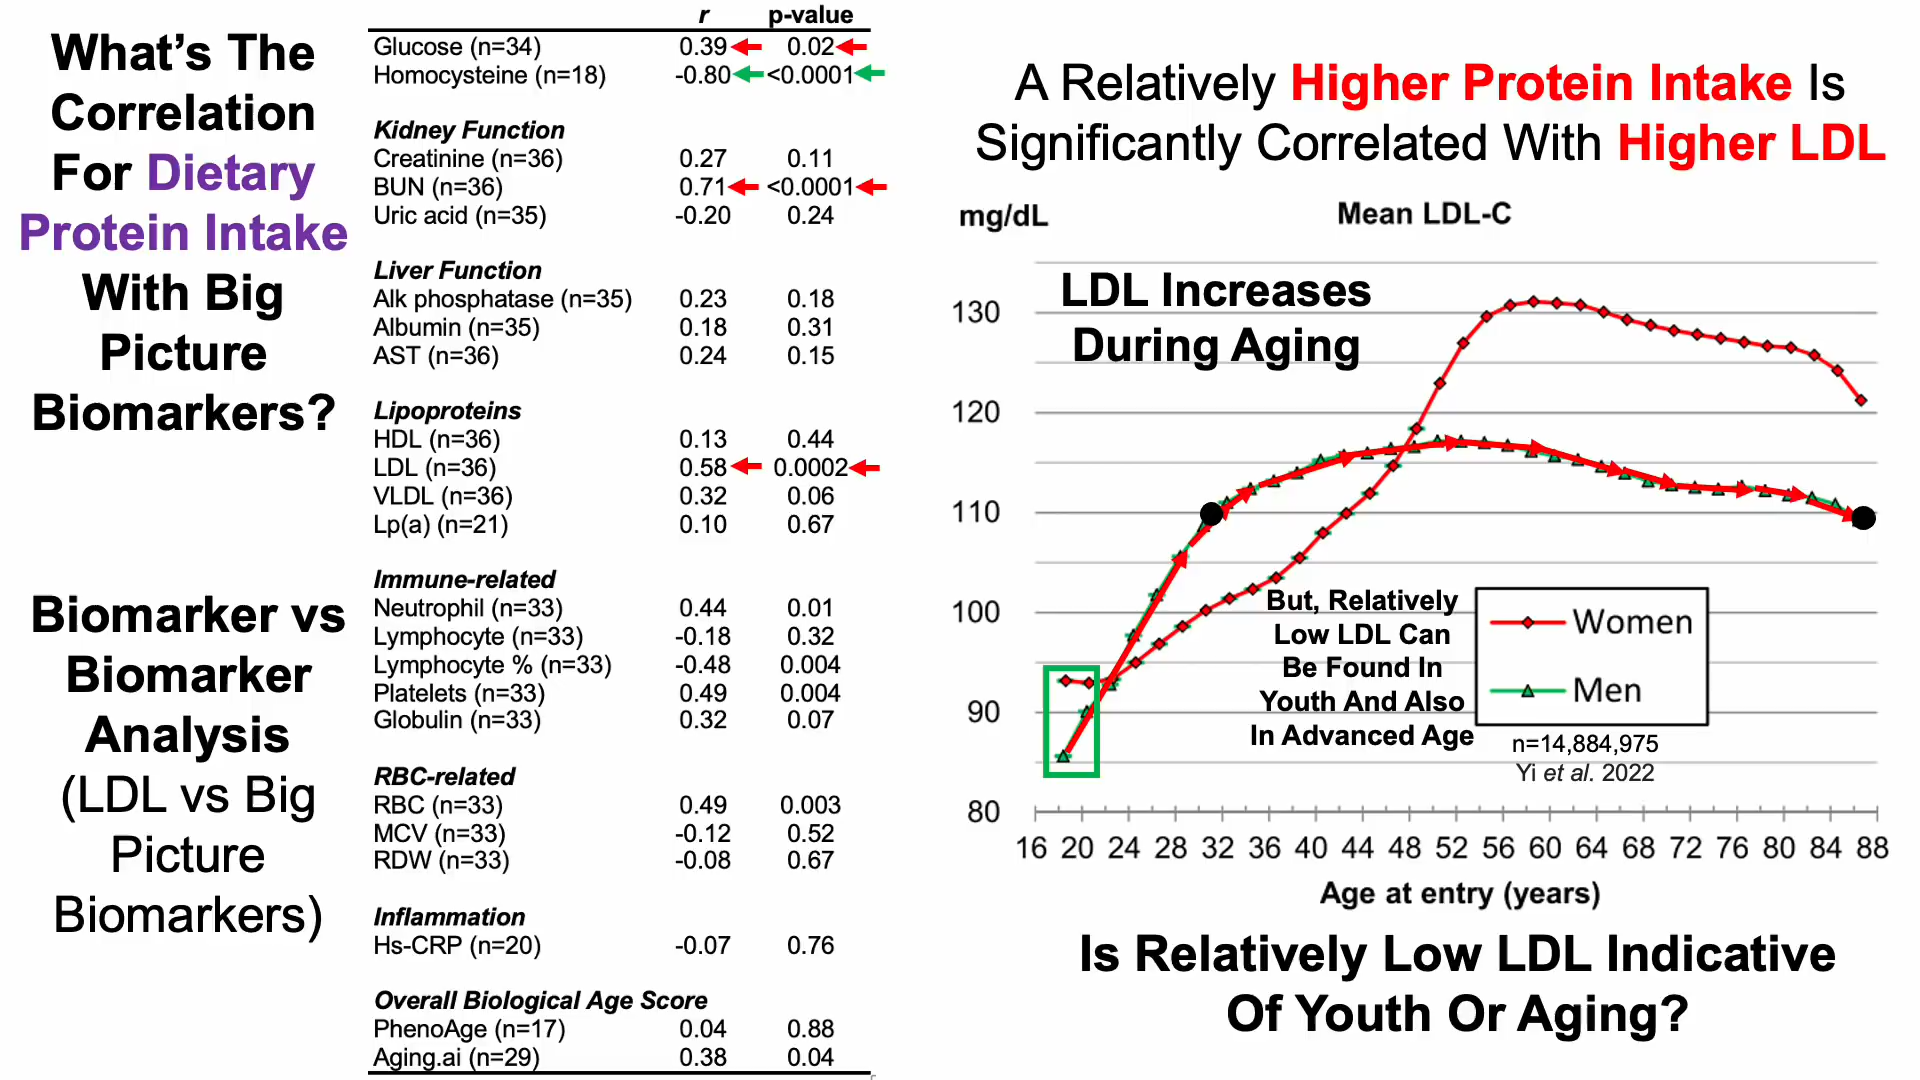 What's The
Correlation
For Dietary
Protein Intake
With Big
Picture
Biomarkers?
Biomarker vs
Biomarker
Analysis
(LDL vs Big
Picture
Biomarkers)
r p-value
Glucose (n=34) 0.39 0.02
Homocysteine (n=18) -0.80 <0.0001
Kidney Function
Creatinine (n=36) 0.27 0.11
BUN (n=36) 0.71 <0.0001
Uric acid (n=35) -0.20 0.24
Liver Function
Alk phosphatase (n=35) 0.23 0.18
Albumin (n=35) 0.18 0.31
AST (n=36) 0.24 0.15
Lipoproteins
HDL (n=36) 0.13 0.44
LDL (n=36) 0.58 0.0002
VLDL (n=36) 0.32 0.06
Lp(a) (n=21) 0.10 0.67
Immune-related
Neutrophil (n=33) 0.44 0.01
Lymphocyte (n=33) -0.18 0.32
Lymphocyte % (n=33) -0.48 0.004
Platelets (n=33) 0.49 0.004
Globulin (n=33) 0.32 0.07
RBC-related
RBC (n=33) 0.49 0.003
MCV (n=33) -0.12 0.52
RDW (n=33) -0.08 0.67
Inflammation
Hs-CRP (n=20) -0.07 0.76
Overall Biological Age Score
PhenoAge (n=17) 0.04 0.88
Aging.ai (n=29) 0.38 0.04
A Relatively Higher Protein Intake Is
Significantly Correlated With Higher LDL
mg/dL Mean LDL-C
LDL Increases
During Aging
130
120
110
100
90
80
But, Relatively
Low LDL Can
Be Found In
Youth And Also
In Advanced Age
Women
Men
n=14,884,975
Yi et al. 2022
16 20 24 28 32 36 40 44 48 52 56 60 64 68 72 76 80 84 88
Age at entry (years)
Is Relatively Low LDL Indicative
Of Youth Or Aging?